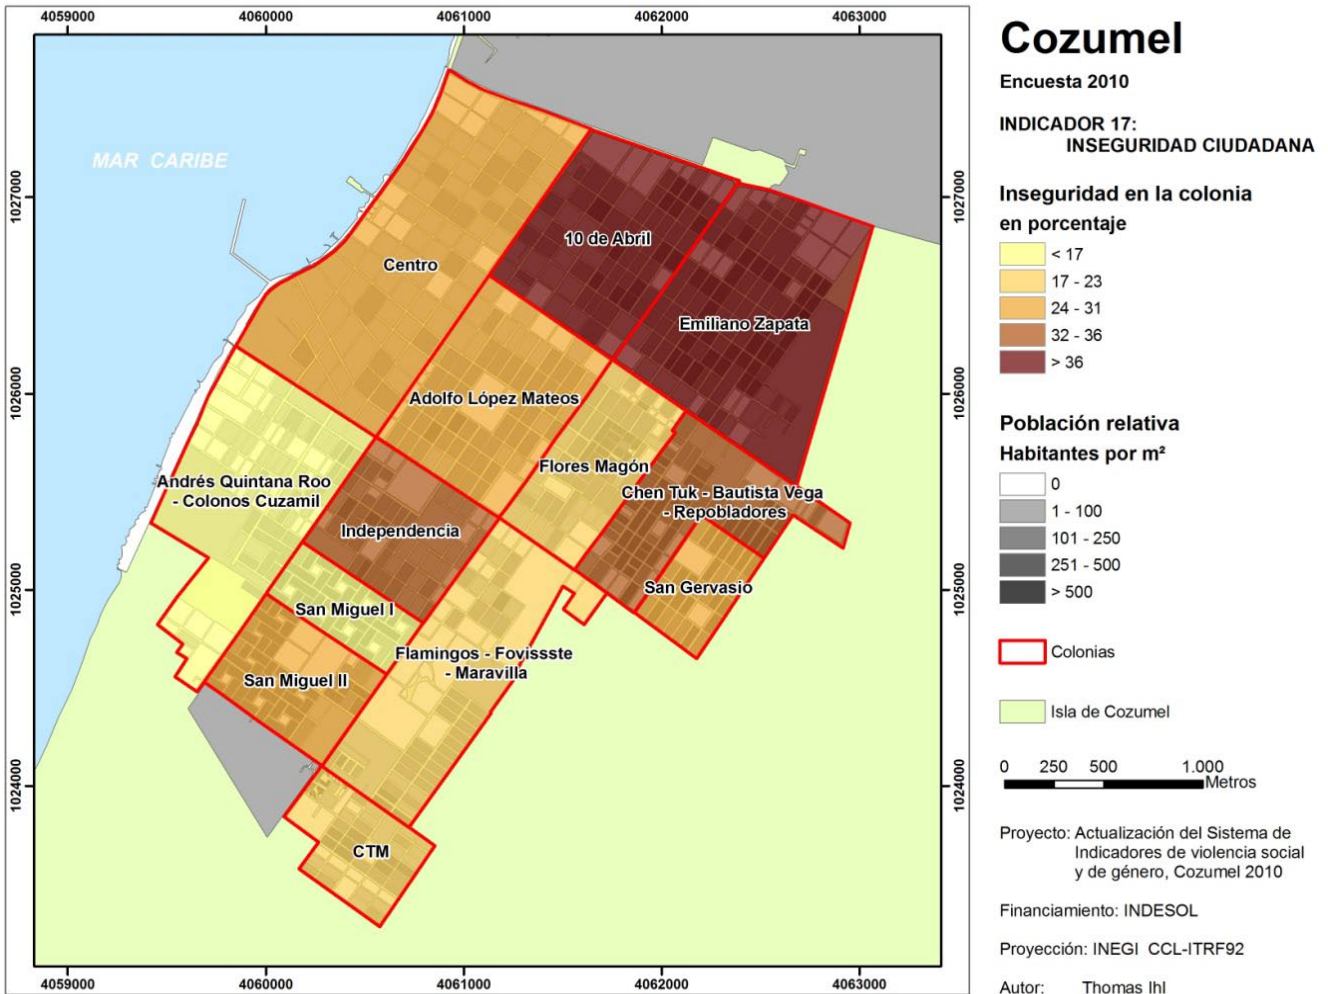 4059000 4060000 4061000 4062000 4063000
1027000
1026000
1025000
1024000
MAR CARIBE
Centro
10 de Abril
Emiliano Zapata
Adolfo López Mateos
Flores Magón
Andrés Quintana Roo
- Colonos Cuzamil
Independencia
Chen Tuk - Bautista Vega
- Repobladores
San Gervasio
San Miguel I
Flamingos - Fovissste
- Maravilla
San Miguel II
CTM
1027000
1026000
1025000
1024000
4059000 4060000 4061000 4062000 4063000
Cozumel
Encuesta 2010
INDICADOR 17:
INSEGURIDAD CIUDADANA
Inseguridad en la colonia
en porcentaje
< 17
17 - 23
24 - 31
32 - 36
> 36
Población relativa
Habitantes por m²
0
1 - 100
101 - 250
251 - 500
> 500
Colonias
Isla de Cozumel
0 250 500 1.000
Metros
Proyecto: Actualización del Sistema de
Indicadores de violencia social
y de género, Cozumel 2010
Financiamiento: INDESOL
Proyección: INEGI CCL-ITRF92
Autor: Thomas Ihl